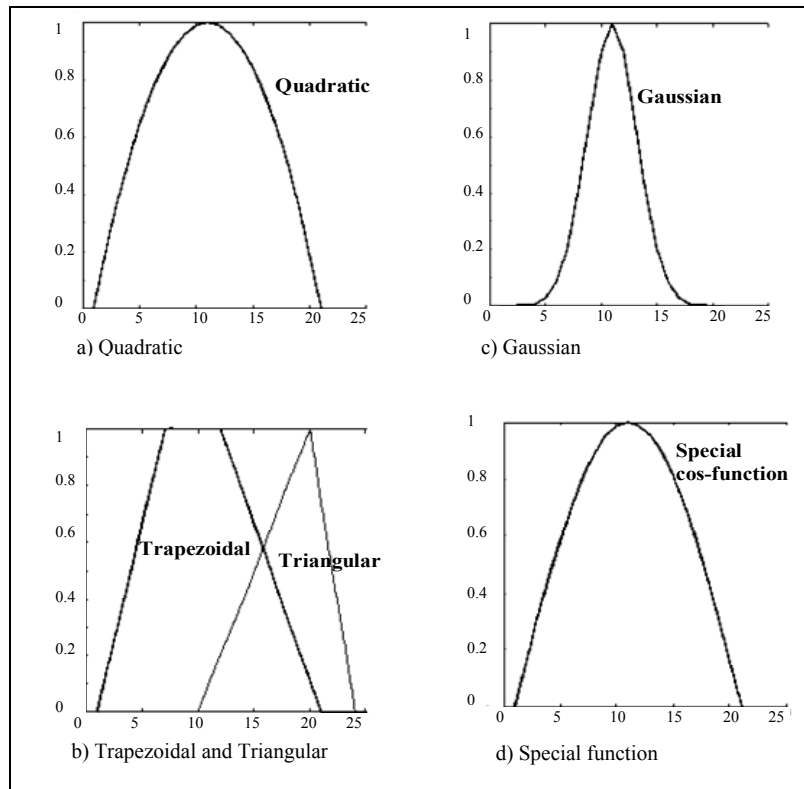 1
0.8
0.6
0.4
0.2
0
0 5 10 15 20 25
Quadratic
a) Quadratic
1
0.8
0.6
0.4
0.2
0
0 5 10 15 20 25
Gaussian
c) Gaussian
1
0.8
0.6
0.4
0.2
0
0 5 10 15 20 25
Trapezoidal
Triangular
b) Trapezoidal and Triangular
1
0.8
0.6
0.4
0.2
0
0 5 10 15 20 25
Special
cos-function
d) Special function